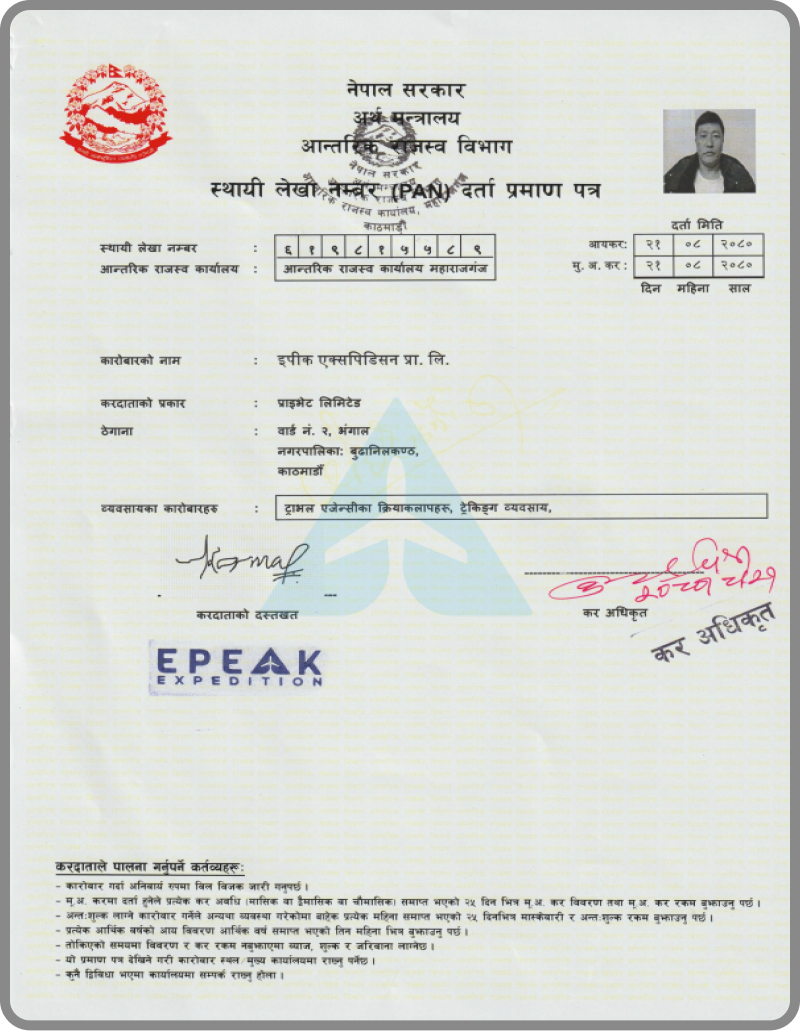 नेपाल सरकार
अर्थ मन्त्रालय
आन्तरिक राजस्व विभाग
स्थायी लेखा नम्बर (PAN) दर्ता प्रमाण पत्र
नेपाल सरकार
आन्तरिक राजस्व कार्यालय, महाराजगंज
काठमाडौं
दर्ता मिति
स्थायी लेखा नम्बर : ६ १ ९ ८ १ ५ ५ ८ ९
आयकर: २१ ०८ २०८०
आन्तरिक राजस्व कार्यालय : आन्तरिक राजस्व कार्यालय महाराजगंज
मु. अ. कर : २१ ०८ २०८०
दिन महिना साल
कारोबारको नाम : इपीक एक्सपिडिसन प्रा. लि.
करदाताको प्रकार : प्राइभेट लिमिटेड
ठेगाना : वार्ड नं. २, भंगाल
नगरपालिका: बुढानिलकण्ठ,
काठमाडौँ
व्यवसायका कारोबारहरु : ट्राभल एजेन्सीका क्रियाकलापहरू, ट्रेकिङ्ग व्यवसाय,
करदाताको दस्तखत
कर अधिकृत
कर अधिकृत
EPEAK
EXPEDITION
करदाताले पालना गर्नुपर्ने कर्तव्यहरू:
– कारोबार गर्दा अनिवार्य रुपमा बिल विजक जारी गनुपर्छ ।
– मू.अ. करमा दर्ता हुनेले प्रत्येक कर अवधि (मासिक वा द्वैमासिक वा चौमासिक) समाप्त भएको २५ दिन भित्र मू.अ. कर विवरण तथा मू.अ. कर रकम बुझाउनु पर्छ ।
– अन्तःशुल्क लाग्ने कारोबार गर्नेले अन्यथा व्यवस्था गरेकोमा बाहेक प्रत्येक महिना समाप्त भएको २५ दिनभित्र मास्केबारी र अन्तःशुल्क रकम बुझाउनु पर्छ ।
– प्रत्येक आर्थिक वर्षको आय विवरण आर्थिक वर्ष समाप्त भएको तिन महिना भित्र बुझाउनु पर्छ ।
– तोकिएको समयमा विवरण र कर रकम नबुझाएमा ब्याज, शुल्क र जरिवाना लाग्नेछ ।
– यो प्रमाण पत्र देखिने गरी कारोबार स्थल/मुख्य कार्यालयमा राख्नु पर्नेछ ।
– कुनै द्विविधा भएमा कार्यालयमा सम्पर्क राख्नु होला ।